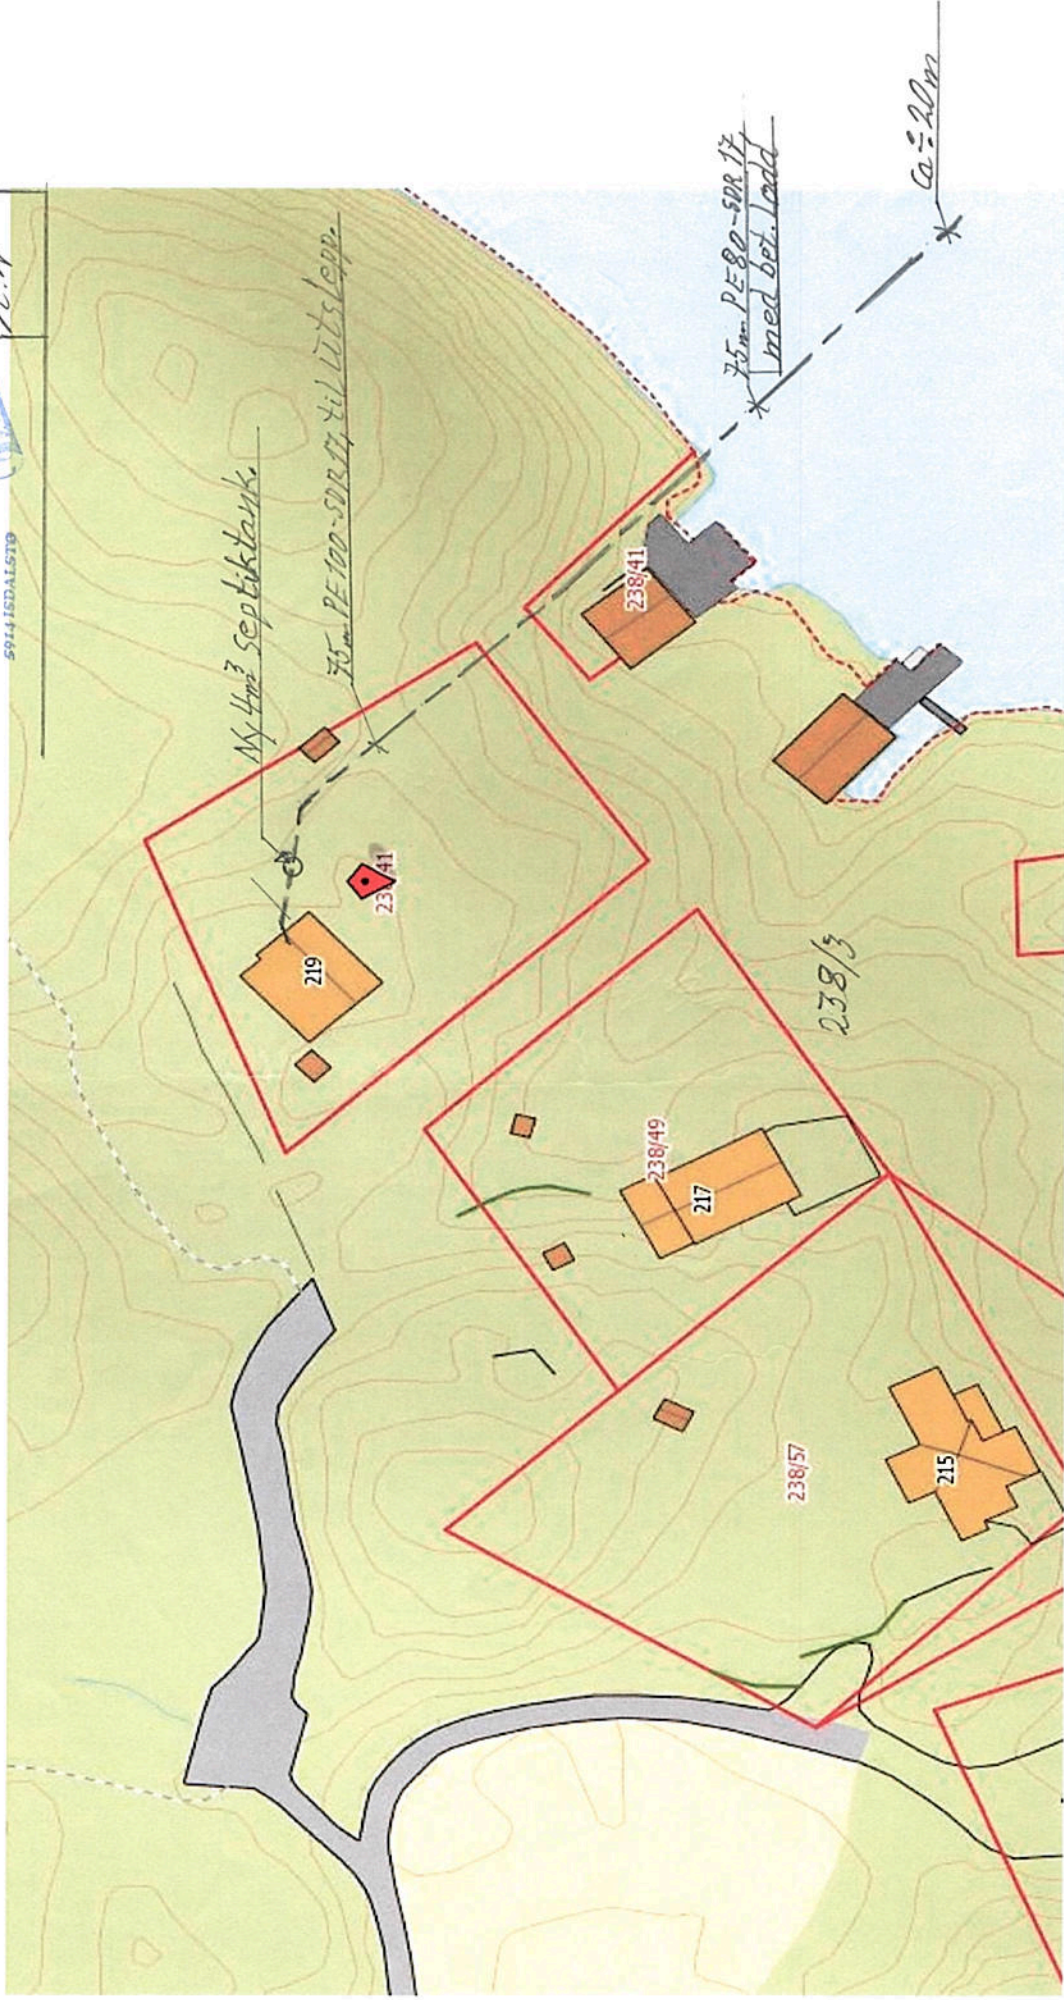 5914 ISDALSTØ
Ny 4m³ Septiktank.
75mm PE100-SDR17, til Utslepp.
75mm PE80-SDR17,
med bet. Lodd
Ca ÷ 20m
238/41
219
238/41
238/3
238/49
217
238/57
215